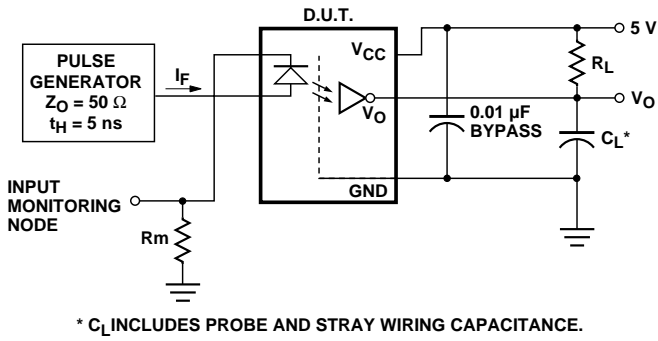 D.U.T.
PULSE
GENERATOR
Z_O = 50 Ω
t_H = 5 ns
I_F
V_CC
V_O
GND
0.01 µF
BYPASS
5 V
R_L
V_O
C_L*
INPUT
MONITORING
NODE
Rm
* C_L INCLUDES PROBE AND STRAY WIRING CAPACITANCE.